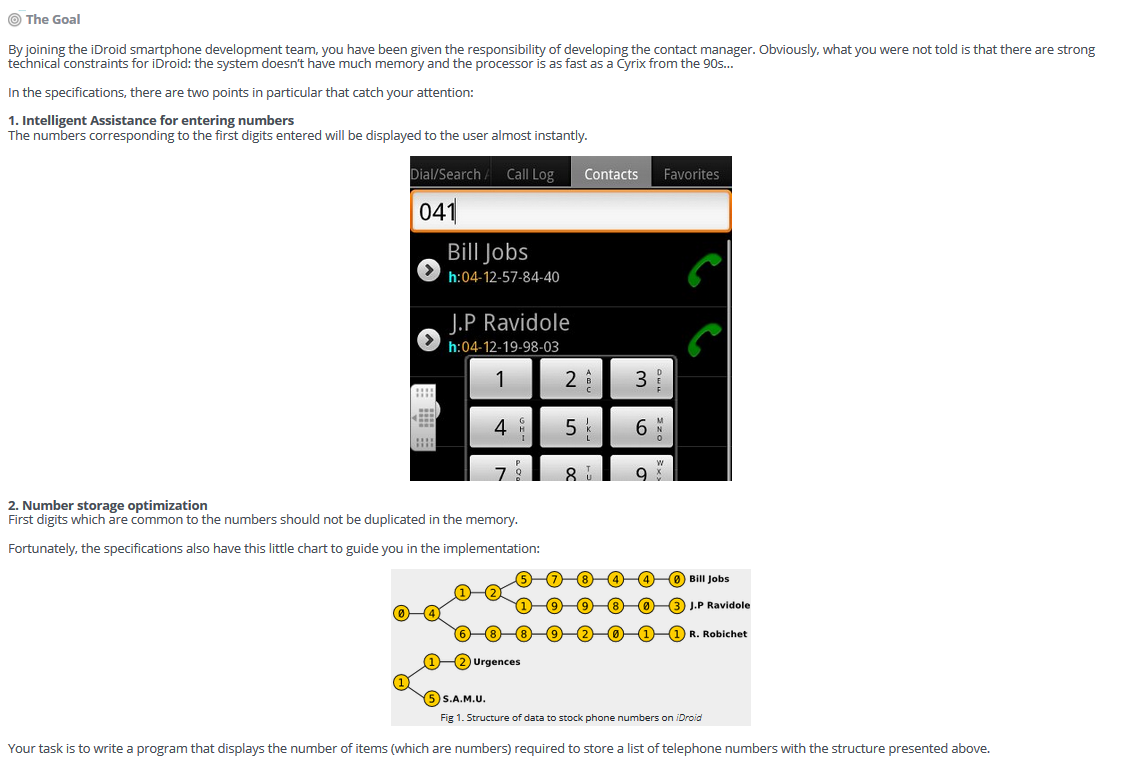 The Goal
By joining the iDroid smartphone development team, you have been given the responsibility of developing the contact manager. Obviously, what you were not told is that there are strong
technical constraints for iDroid: the system doesn't have much memory and the processor is as fast as a Cyrix from the 90s...
In the specifications, there are two points in particular that catch your attention:
1. Intelligent Assistance for entering numbers
The numbers corresponding to the first digits entered will be displayed to the user almost instantly.
Dial/Search Call Log Contacts Favorites
041
Bill Jobs
h:04-12-57-84-40
J.P Ravidole
h:04-12-19-98-03
1 2 ABC 3 DEF
4 GHI 5 JKL 6 MNO
7 PQR 8 TU 9 WXY
2. Number storage optimization
First digits which are common to the numbers should not be duplicated in the memory.
Fortunately, the specifications also have this little chart to guide you in the implementation:
5 7 8 4 4 0 Bill Jobs
1 2
1 9 9 8 0 3 J.P Ravidole
0 4
6 8 8 9 2 0 1 1 R. Robichet
1 2 Urgences
1
5 S.A.M.U.
Fig 1. Structure of data to stock phone numbers on iDroid
Your task is to write a program that displays the number of items (which are numbers) required to store a list of telephone numbers with the structure presented above.